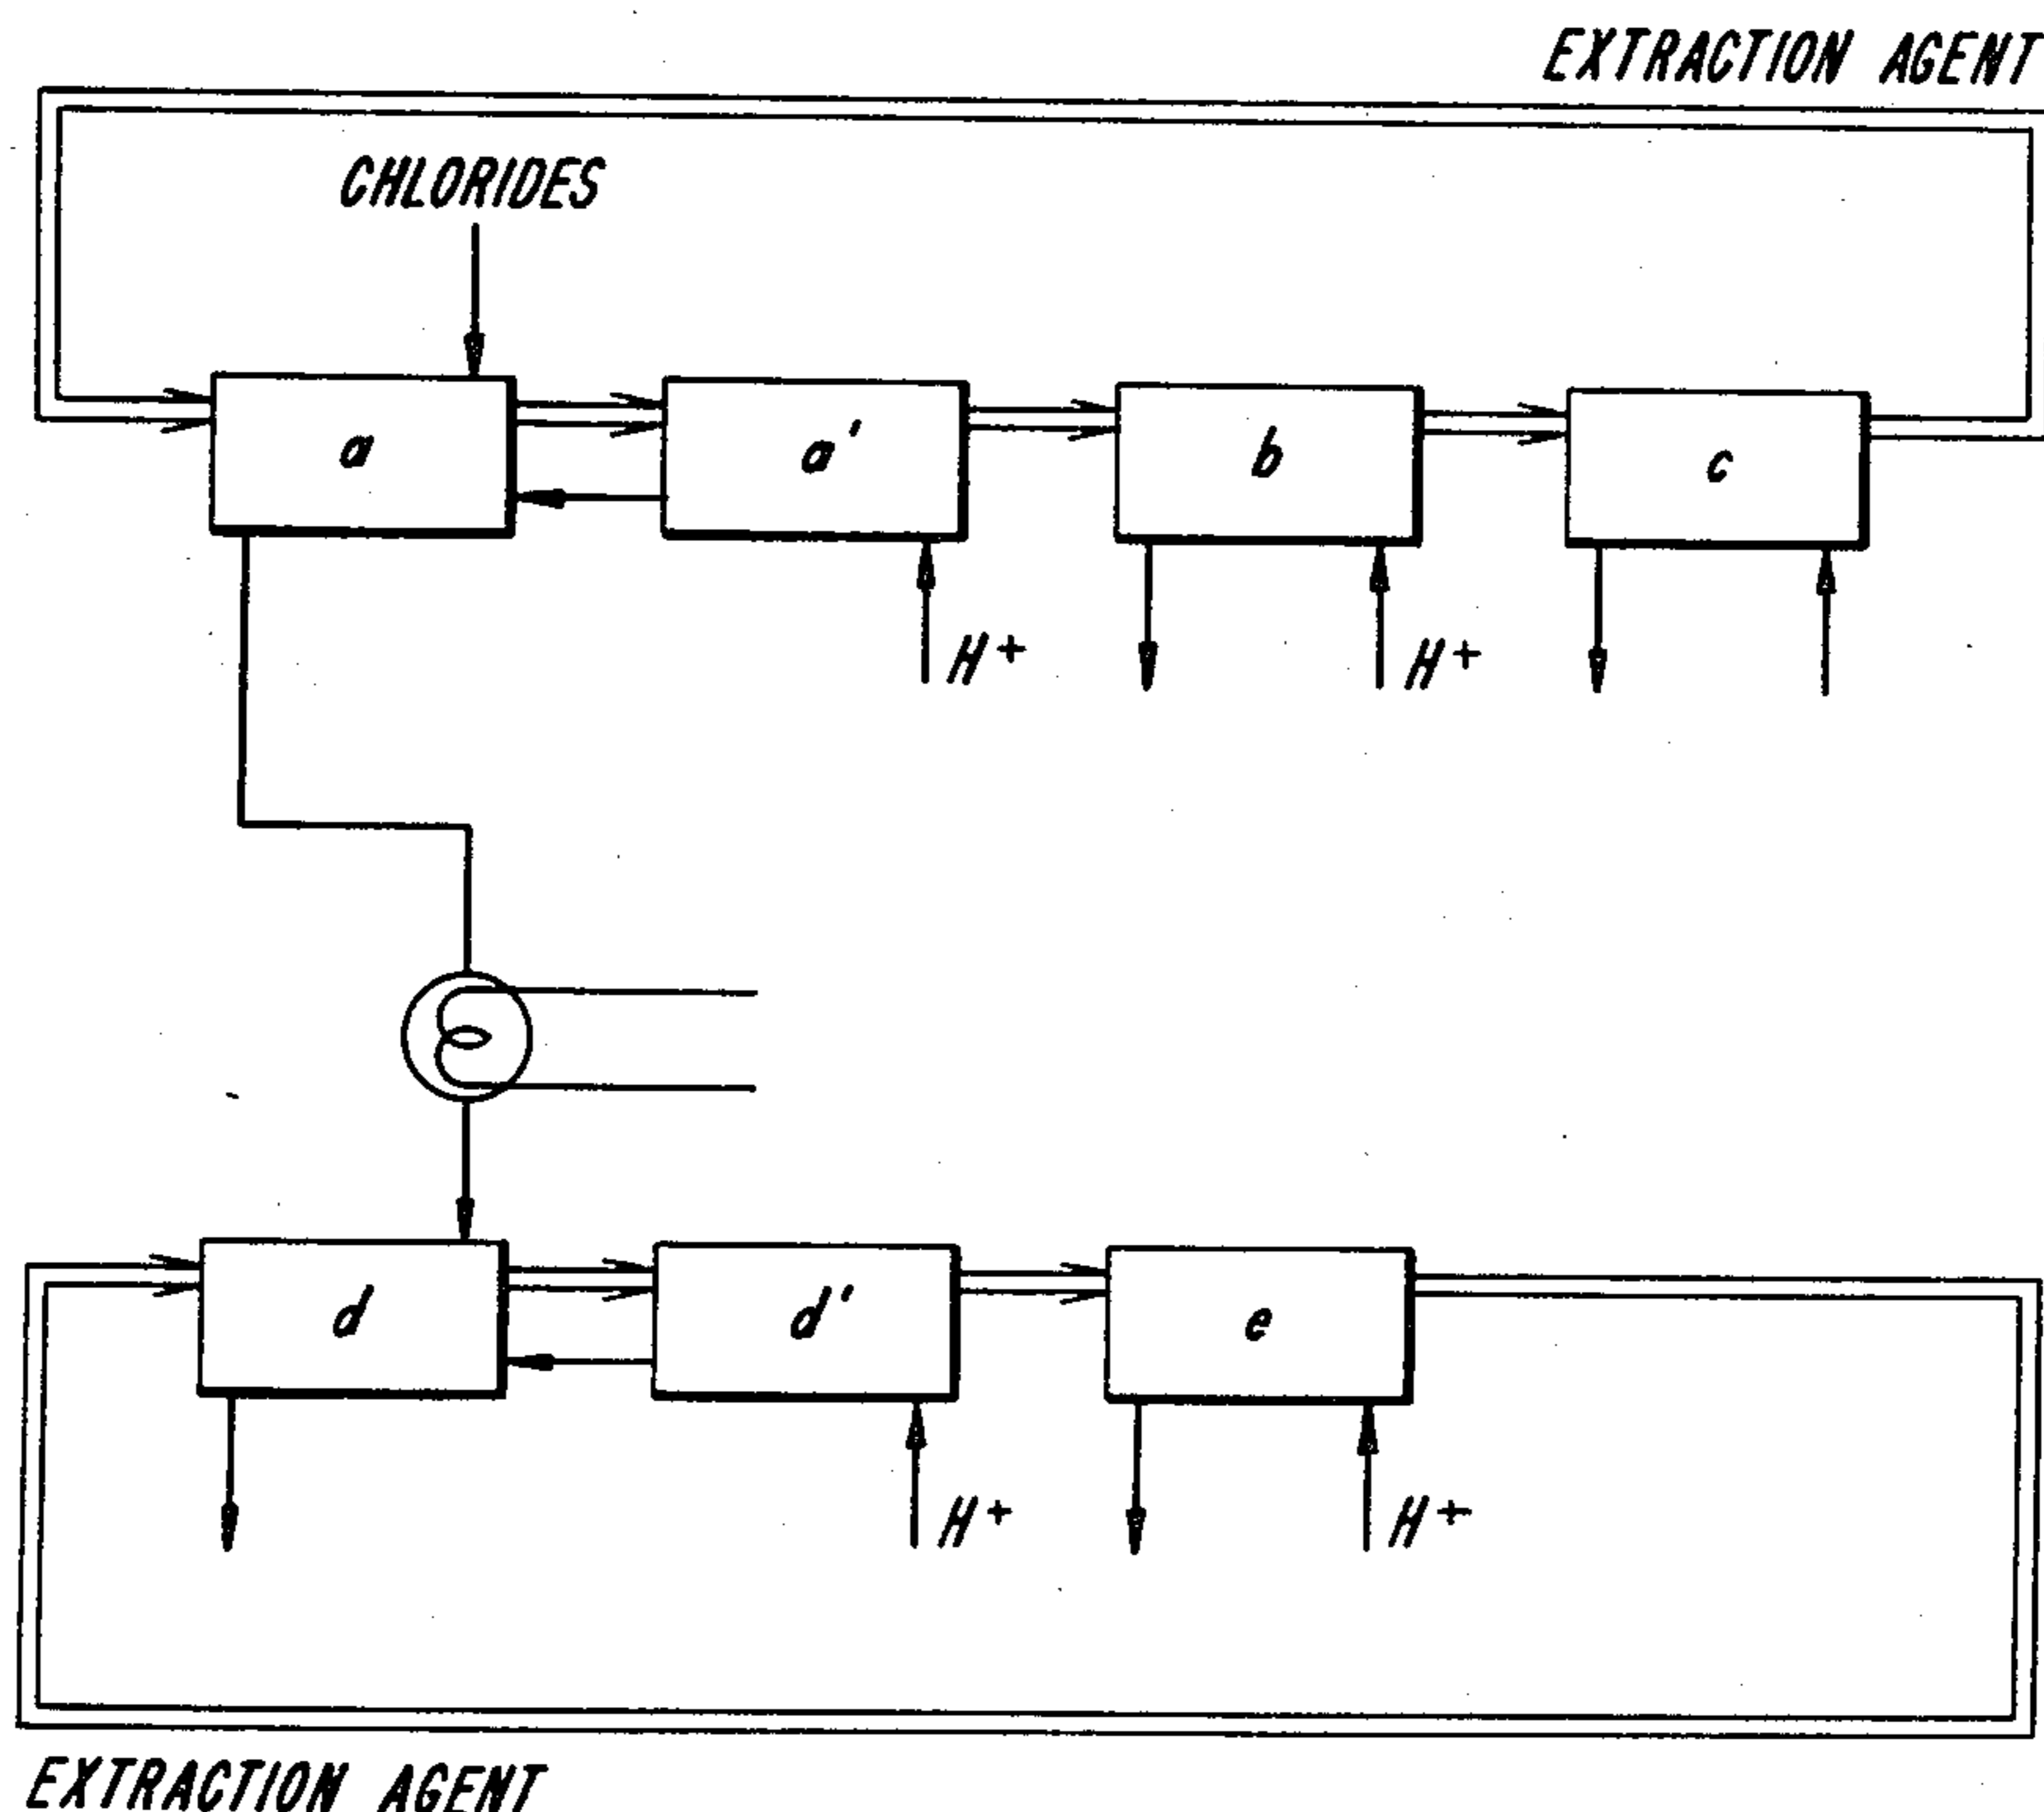 EXTRACTION AGENT
CHLORIDES
a
a'
b
c
H+
H+
d
d'
e
H+
H+
EXTRACTION AGENT